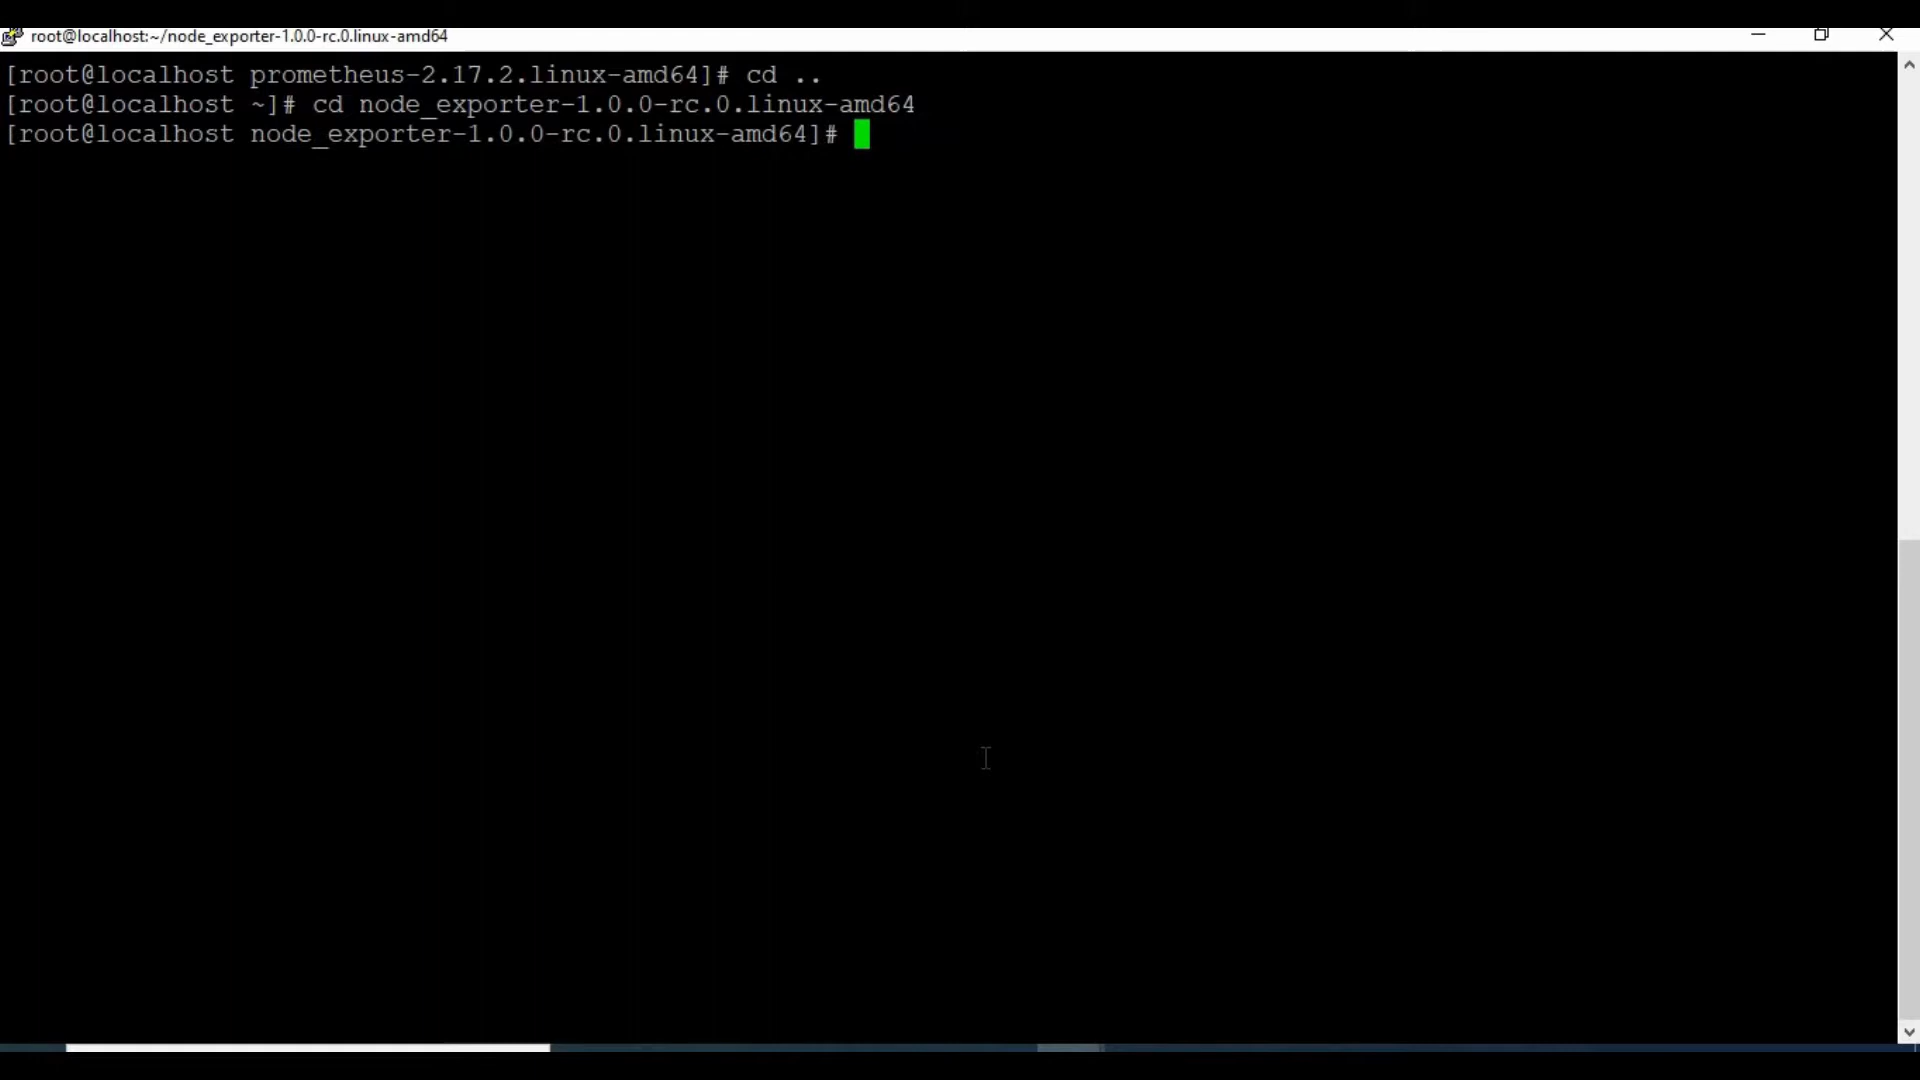 root@localhost:~/node_exporter-1.0.0-rc.0.linux-amd64
[root@localhost prometheus-2.17.2.linux-amd64]# cd ..
[root@localhost ~]# cd node_exporter-1.0.0-rc.0.linux-amd64
[root@localhost node_exporter-1.0.0-rc.0.linux-amd64]#